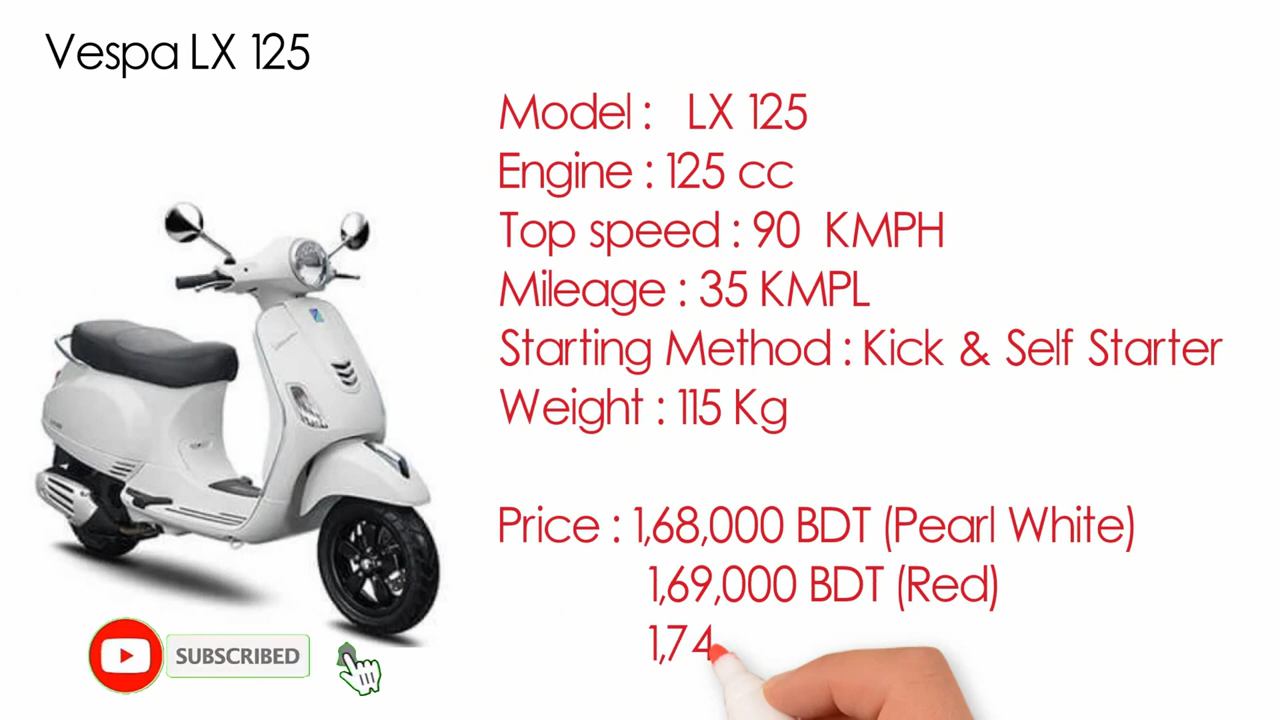 Vespa LX 125
Model : LX 125
Engine : 125 cc
Top speed : 90 KMPH
Mileage : 35 KMPL
Starting Method : Kick & Self Starter
Weight : 115 Kg
Price : 1,68,000 BDT (Pearl White)
1,69,000 BDT (Red)
1,74
SUBSCRIBED